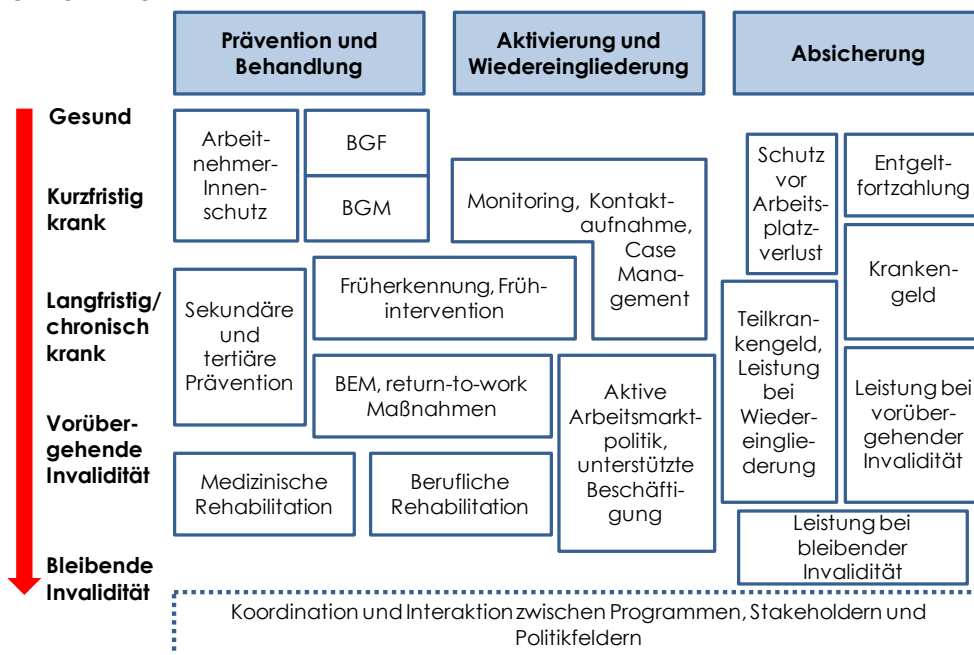 Prävention und
Behandlung
Aktivierung und
Wiedereingliederung
Absicherung
Gesund
Kurzfristig
krank
Langfristig/
chronisch
krank
Vorüber-
gehende
Invalidität
Bleibende
Invalidität
Arbeit-
nehmer-
Innen-
schutz
BGF
BGM
Monitoring, Kontakt-
aufnahme,
Case
Mana-
gement
Schutz
vor
Arbeits-
platz-
verlust
Entgelt-
fortzahlung
Kranken-
geld
Früherkennung, Früh-
intervention
Sekundäre
und
tertiäre
Prävention
BEM, return-to-work
Maßnahmen
Aktive
Arbeitsmarkt-
politik,
unterstützte
Beschäfti-
gung
Teilkran-
kengeld,
Leistung
bei
Wieder-
einglie-
derung
Leistung bei
vorüber-
gehender
Invalidität
Medizinische
Rehabilitation
Berufliche
Rehabilitation
Leistung bei
bleibender
Invalidität
Koordination und Interaktion zwischen Programmen, Stakeholdern und
Politikfeldern